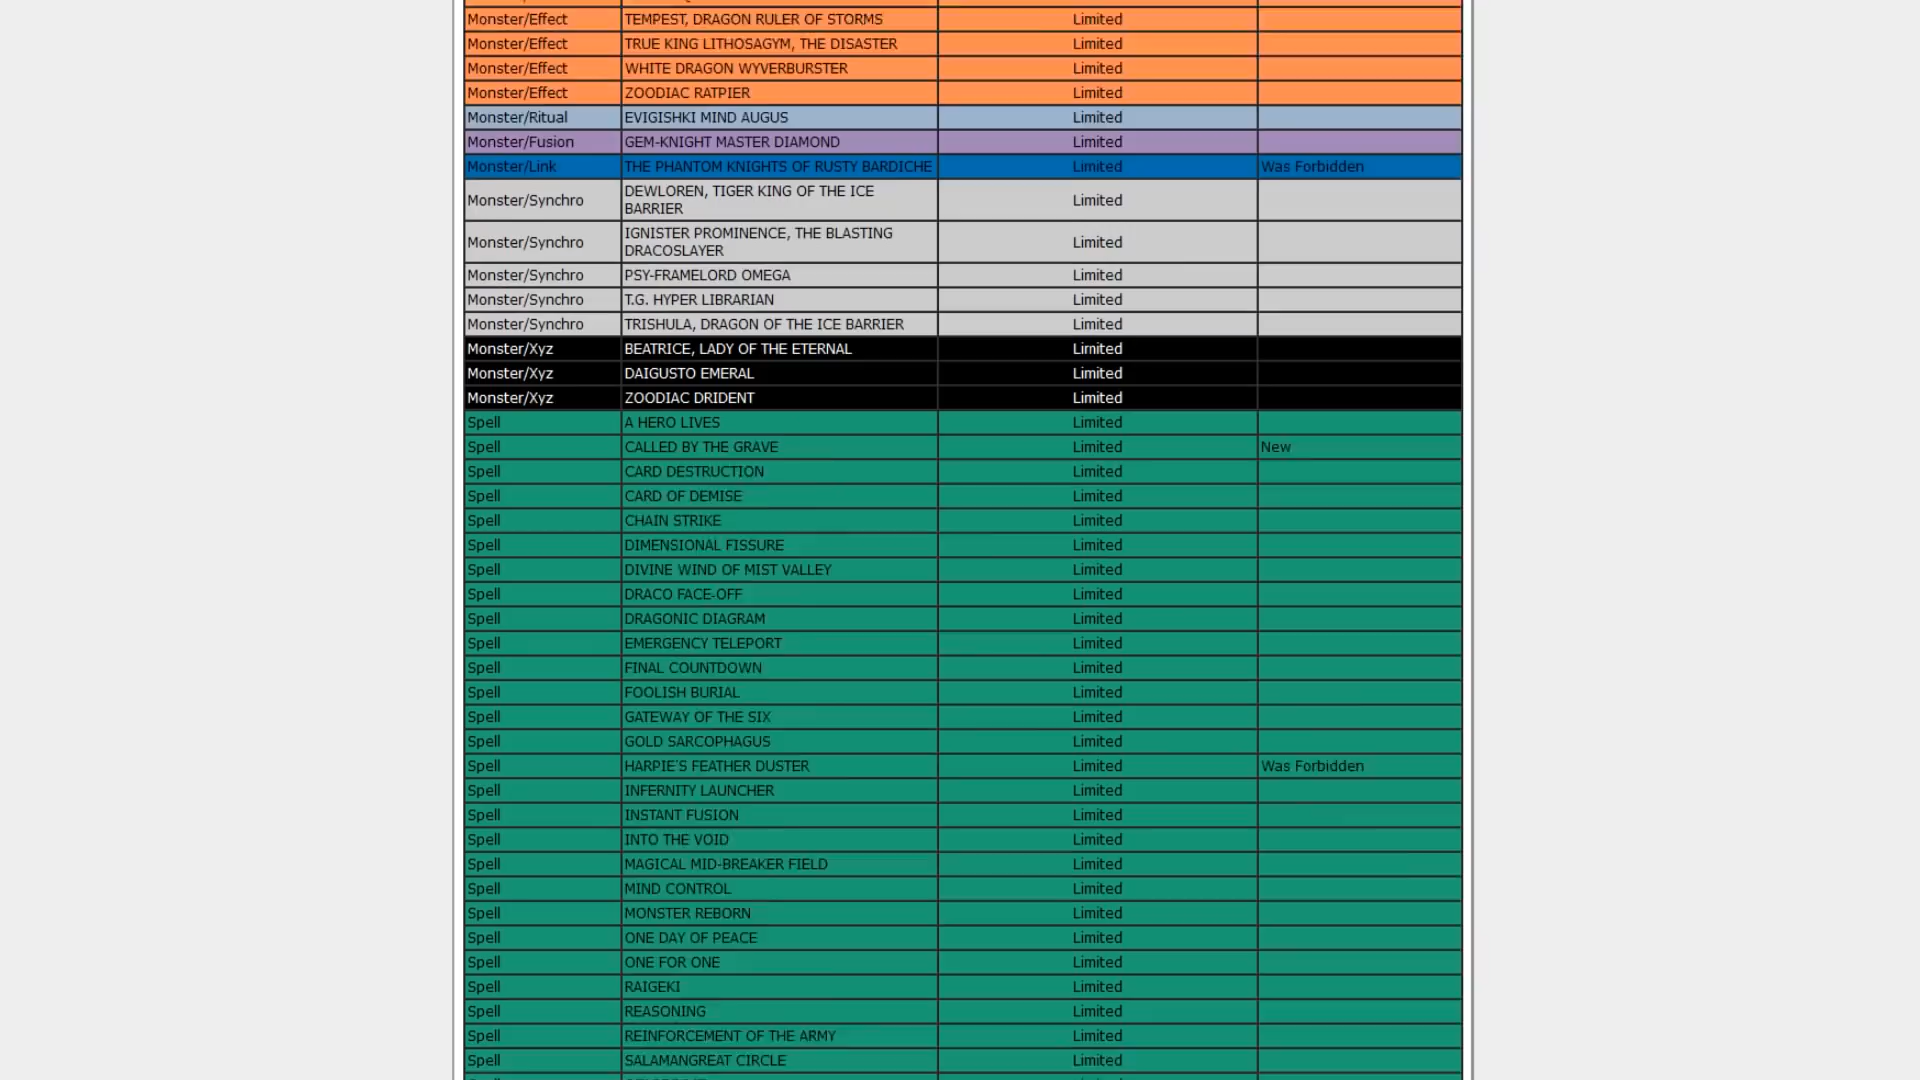 Monster/Effect TEMPEST, DRAGON RULER OF STORMS Limited
Monster/Effect TRUE KING LITHOSAGYM, THE DISASTER Limited
Monster/Effect WHITE DRAGON WYVERBURSTER Limited
Monster/Effect ZOODIAC RATPIER Limited
Monster/Ritual EVIGISHKI MIND AUGUS Limited
Monster/Fusion GEM-KNIGHT MASTER DIAMOND Limited
Monster/Link THE PHANTOM KNIGHTS OF RUSTY BARDICHE Limited Was Forbidden
Monster/Synchro DEWLOREN, TIGER KING OF THE ICE
BARRIER Limited
Monster/Synchro IGNISTER PROMINENCE, THE BLASTING
DRACOSLAYER Limited
Monster/Synchro PSY-FRAMELORD OMEGA Limited
Monster/Synchro T.G. HYPER LIBRARIAN Limited
Monster/Synchro TRISHULA, DRAGON OF THE ICE BARRIER Limited
Monster/Xyz BEATRICE, LADY OF THE ETERNAL Limited
Monster/Xyz DAIGUSTO EMERAL Limited
Monster/Xyz ZOODIAC DRIDENT Limited
Spell A HERO LIVES Limited
Spell CALLED BY THE GRAVE Limited New
Spell CARD DESTRUCTION Limited
Spell CARD OF DEMISE Limited
Spell CHAIN STRIKE Limited
Spell DIMENSIONAL FISSURE Limited
Spell DIVINE WIND OF MIST VALLEY Limited
Spell DRACO FACE-OFF Limited
Spell DRAGONIC DIAGRAM Limited
Spell EMERGENCY TELEPORT Limited
Spell FINAL COUNTDOWN Limited
Spell FOOLISH BURIAL Limited
Spell GATEWAY OF THE SIX Limited
Spell GOLD SARCOPHAGUS Limited
Spell HARPIE'S FEATHER DUSTER Limited Was Forbidden
Spell INFERNITY LAUNCHER Limited
Spell INSTANT FUSION Limited
Spell INTO THE VOID Limited
Spell MAGICAL MID-BREAKER FIELD Limited
Spell MIND CONTROL Limited
Spell MONSTER REBORN Limited
Spell ONE DAY OF PEACE Limited
Spell ONE FOR ONE Limited
Spell RAIGEKI Limited
Spell REASONING Limited
Spell REINFORCEMENT OF THE ARMY Limited
Spell SALAMANGREAT CIRCLE Limited